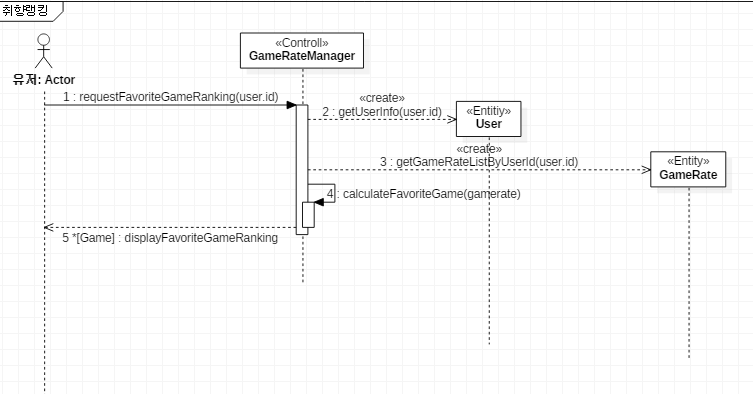 취향랭킹
«Controll»
GameRateManager
유저: Actor
1 : requestFavoriteGameRanking(user.id)
«create»
2 : getUserInfo(user.id)
«Entitiy»
User
«create»
3 : getGameRateListByUserId(user.id)
«Entity»
GameRate
4 : calculateFavoriteGame(gamerate)
5 *[Game] : displayFavoriteGameRanking